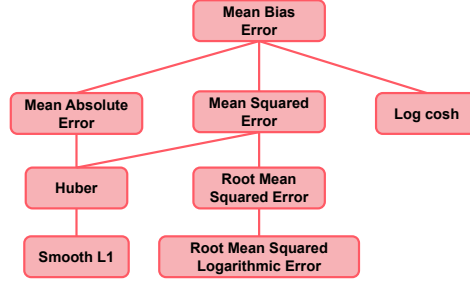 Mean Bias
Error
Mean Absolute
Error
Mean Squared
Error
Log cosh
Huber
Root Mean
Squared Error
Smooth L1
Root Mean Squared
Logarithmic Error